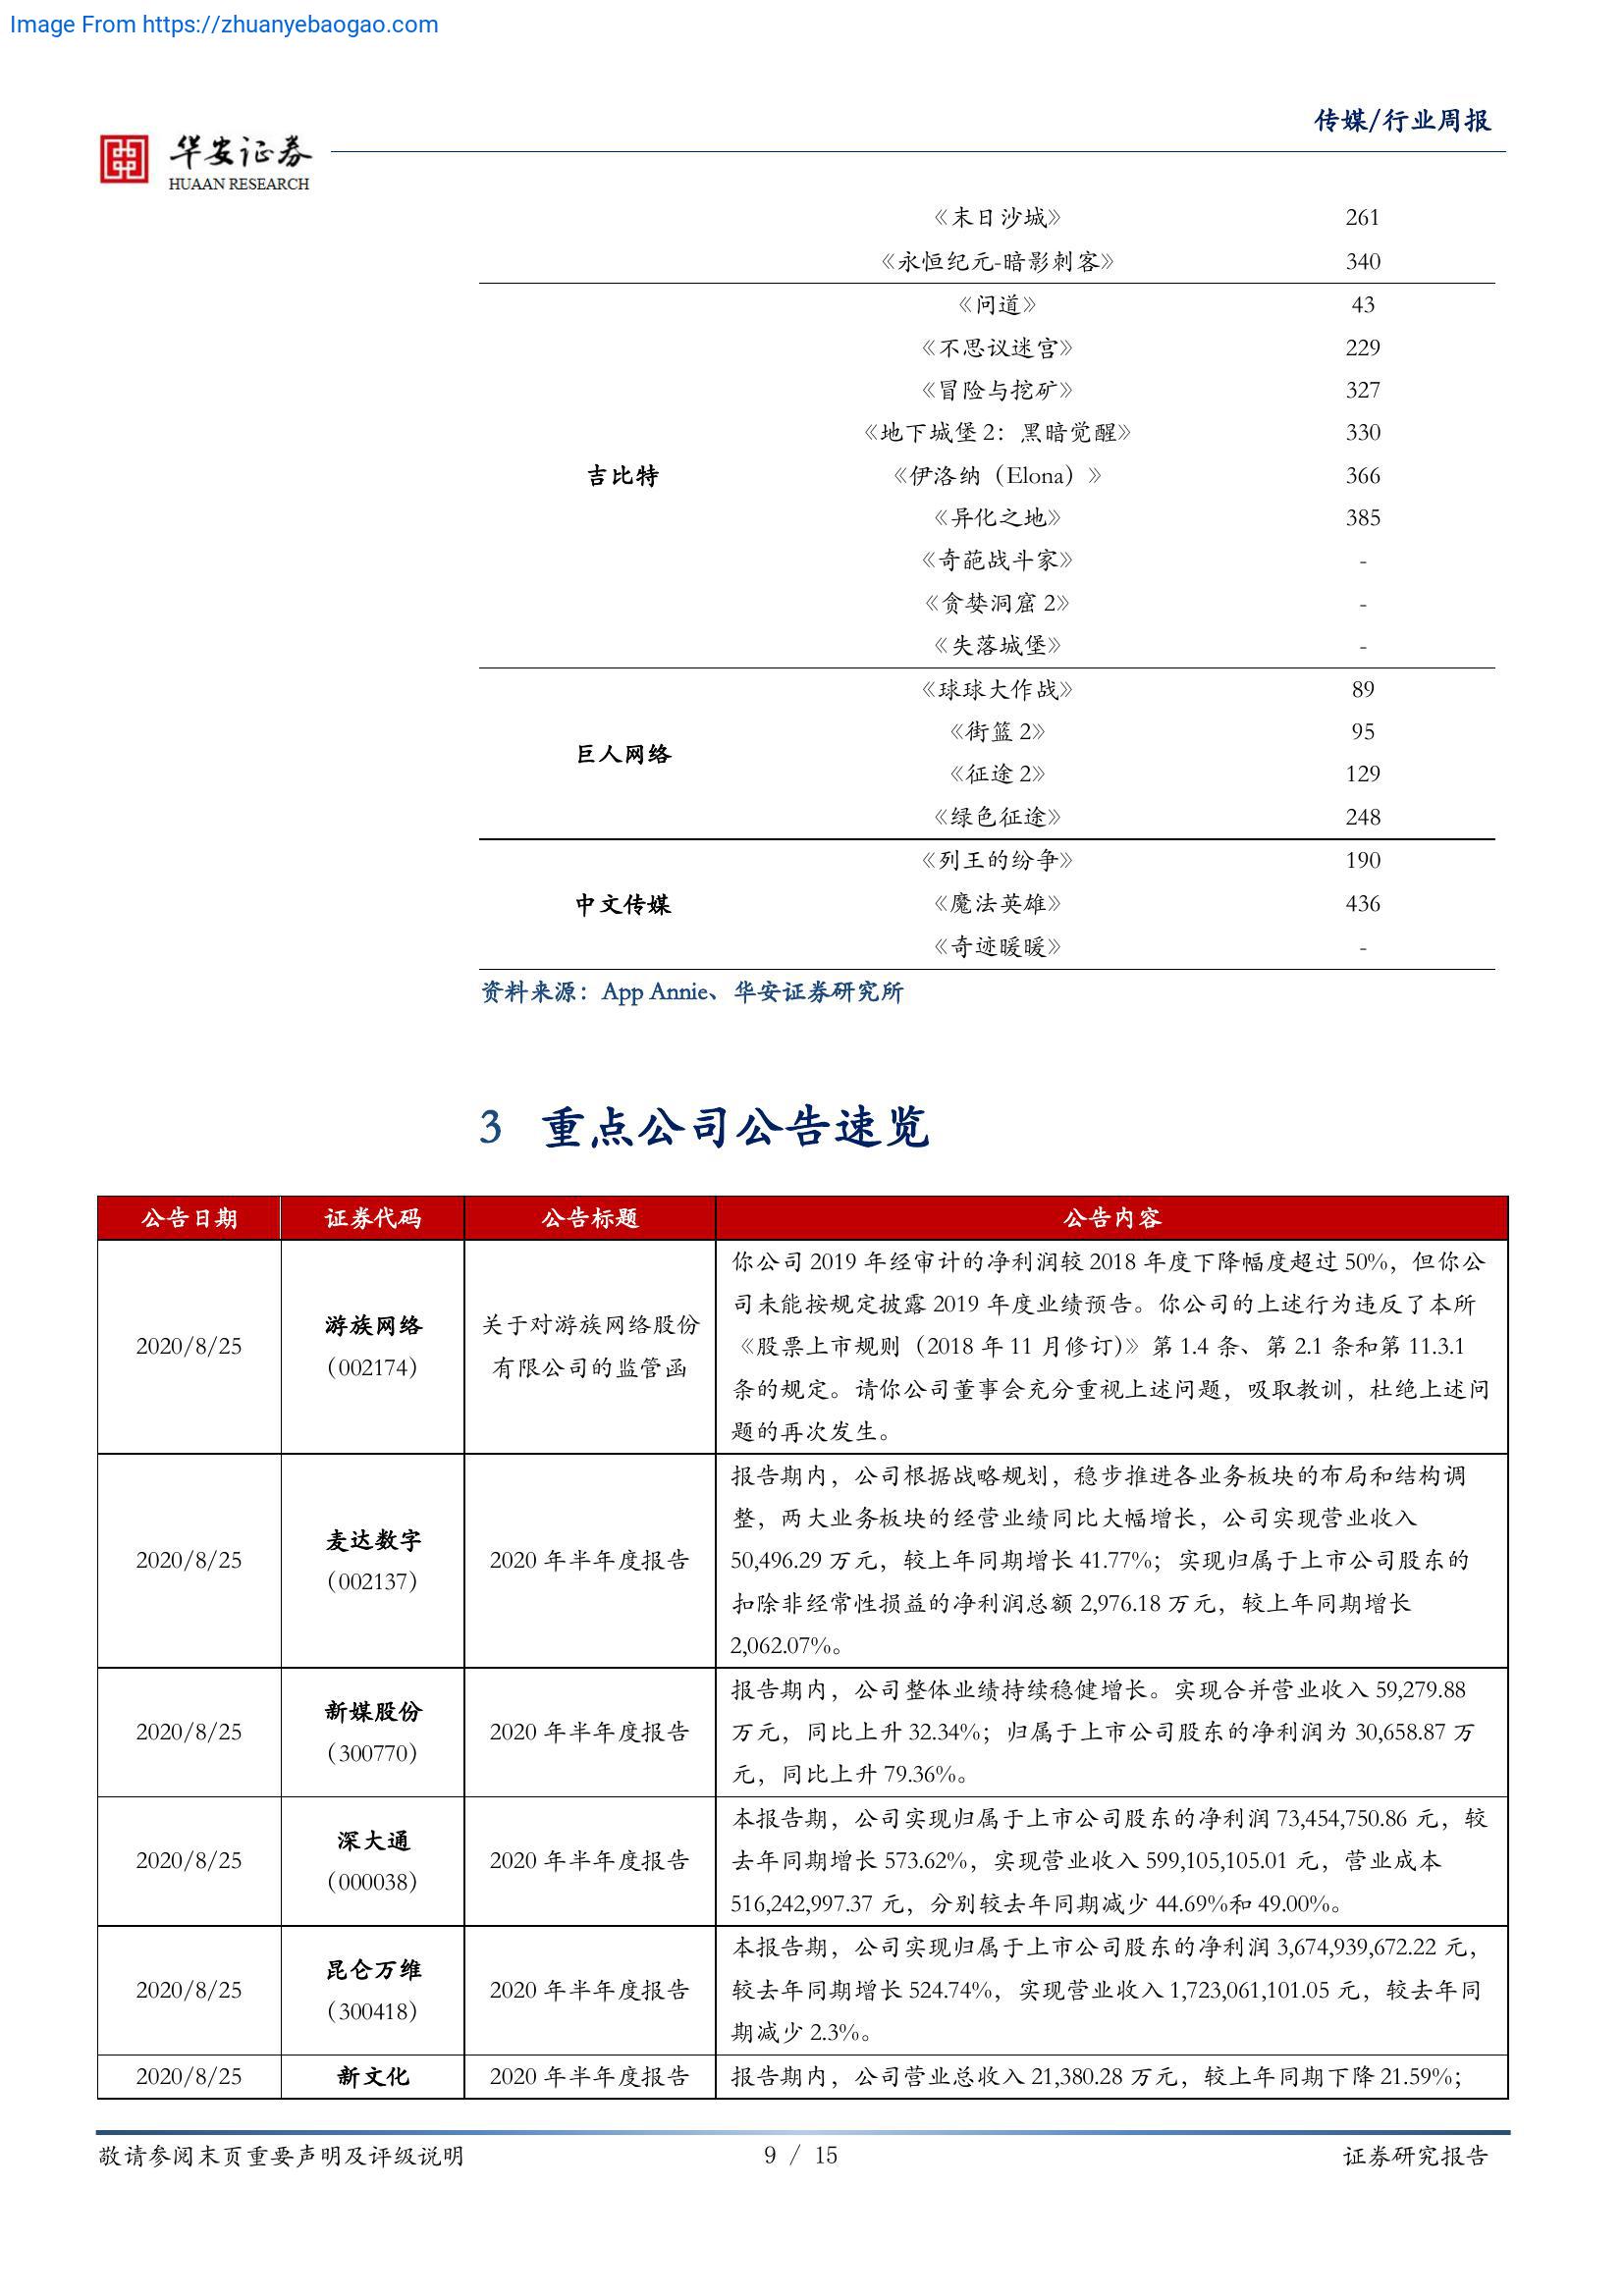 Image From https://zhuanyebaogao.com
传媒/行业周报
华安证券
HUAAN RESEARCH
《末日沙城》 261
《永恒纪元-暗影刺客》 340
《问道》 43
《不思议迷宫》 229
《冒险与挖矿》 327
《地下城堡 2：黑暗觉醒》 330
吉比特 《伊洛纳（Elona）》 366
《异化之地》 385
《奇葩战斗家》 -
《贪婪洞窟 2》 -
《失落城堡》 -
《球球大作战》 89
《街篮 2》 95
巨人网络
《征途 2》 129
《绿色征途》 248
《列王的纷争》 190
中文传媒 《魔法英雄》 436
《奇迹暖暖》 -
资料来源：App Annie、华安证券研究所
3 重点公司公告速览
公告日期 证券代码 公告标题 公告内容
2020/8/25
游族网络
（002174）
关于对游族网络股份
有限公司的监管函
你公司 2019 年经审计的净利润较 2018 年度下降幅度超过 50%，但你公
司未能按规定披露 2019 年度业绩预告。你公司的上述行为违反了本所
《股票上市规则（2018 年 11 月修订）》第 1.4 条、第 2.1 条和第 11.3.1
条的规定。请你公司董事会充分重视上述问题，吸取教训，杜绝上述问
题的再次发生。
2020/8/25
麦达数字
（002137）
2020 年半年度报告
报告期内，公司根据战略规划，稳步推进各业务板块的布局和结构调
整，两大业务板块的经营业绩同比大幅增长，公司实现营业收入
50,496.29 万元，较上年同期增长 41.77%；实现归属于上市公司股东的
扣除非经常性损益的净利润总额 2,976.18 万元，较上年同期增长
2,062.07%。
2020/8/25
新媒股份
（300770）
2020 年半年度报告
报告期内，公司整体业绩持续稳健增长。实现合并营业收入 59,279.88
万元，同比上升 32.34%；归属于上市公司股东的净利润为 30,658.87 万
元，同比上升 79.36%。
2020/8/25
深大通
（000038）
2020 年半年度报告
本报告期，公司实现归属于上市公司股东的净利润 73,454,750.86 元，较
去年同期增长 573.62%，实现营业收入 599,105,105.01 元，营业成本
516,242,997.37 元，分别较去年同期减少 44.69%和 49.00%。
2020/8/25
昆仑万维
（300418）
2020 年半年度报告
本报告期，公司实现归属于上市公司股东的净利润 3,674,939,672.22 元，
较去年同期增长 524.74%，实现营业收入 1,723,061,101.05 元，较去年同
期减少 2.3%。
2020/8/25 新文化 2020 年半年度报告 报告期内，公司营业总收入 21,380.28 万元，较上年同期下降 21.59%；
敬请参阅末页重要声明及评级说明 9 / 15 证券研究报告